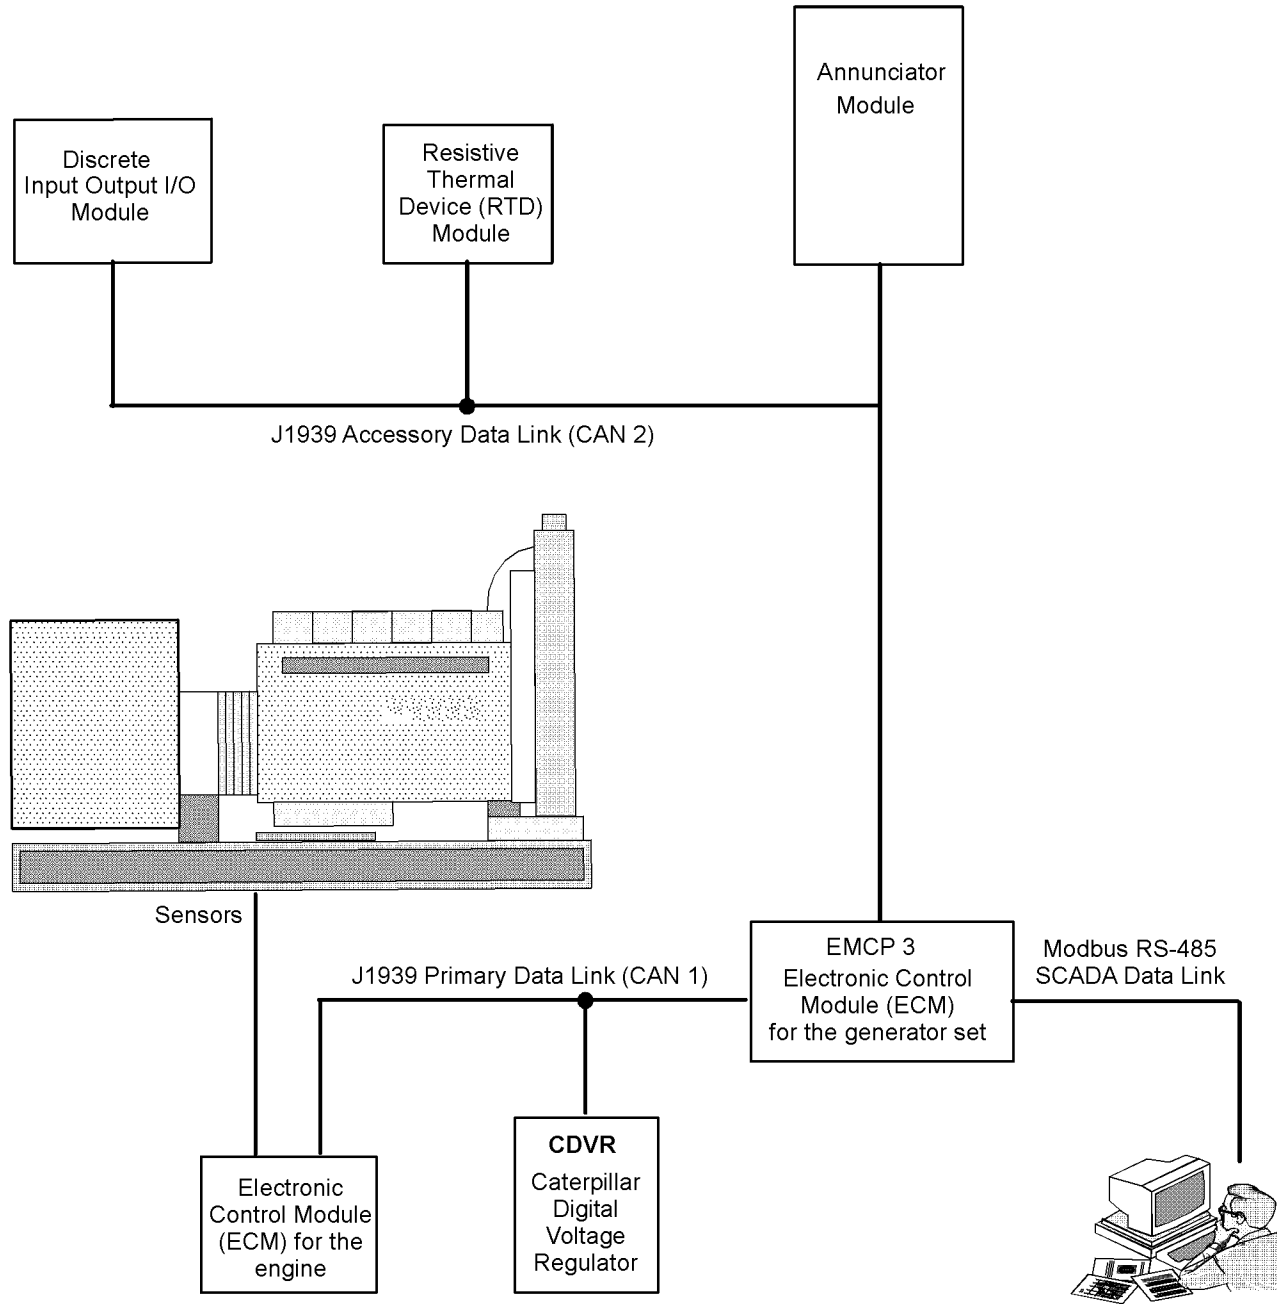 Annunciator
Module
Discrete
Input Output I/O
Module
Resistive
Thermal
Device (RTD)
Module
J1939 Accessory Data Link (CAN 2)
Sensors
J1939 Primary Data Link (CAN 1)
EMCP 3
Electronic Control
Module (ECM)
for the generator set
Modbus RS-485
SCADA Data Link
CDVR
Caterpillar
Digital
Voltage
Regulator
Electronic
Control Module
(ECM) for the
engine